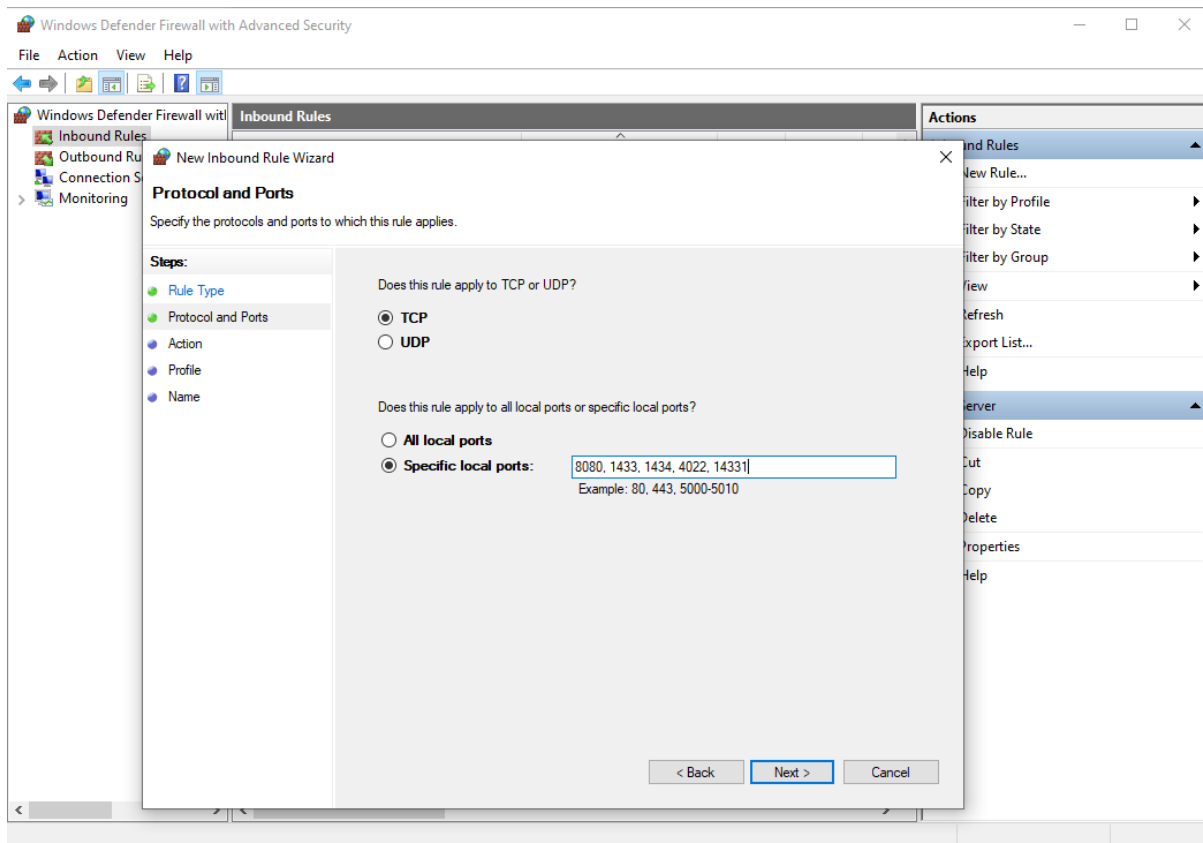 Windows Defender Firewall with Advanced Security
File Action View Help
Windows Defender Firewall witl
Inbound Rules
Outbound Ru
Connection S
Monitoring
Inbound Rules
New Inbound Rule Wizard
Protocol and Ports
Specify the protocols and ports to which this rule applies.
Steps:
Rule Type
Protocol and Ports
Action
Profile
Name
Does this rule apply to TCP or UDP?
TCP
UDP
Does this rule apply to all local ports or specific local ports?
All local ports
Specific local ports:
8080, 1433, 1434, 4022, 14331
Example: 80, 443, 5000-5010
< Back
Next >
Cancel
Actions
und Rules
New Rule...
ilter by Profile
ilter by State
ilter by Group
iew
efresh
xport List...
Help
erver
Disable Rule
ut
opy
Delete
roperties
Help